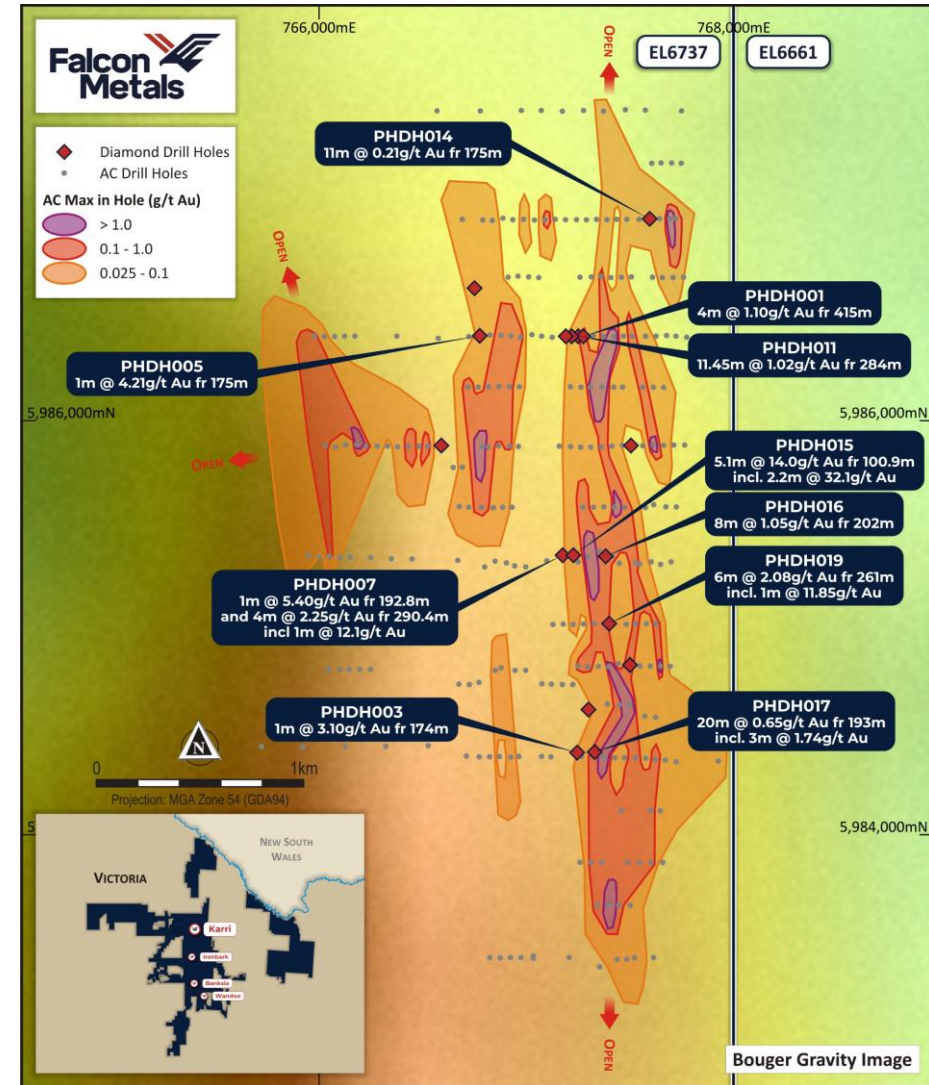 766,000mE
768,000mE
OPEN
EL6737
EL6661
Falcon
Metals
Diamond Drill Holes
AC Drill Holes
AC Max in Hole (g/t Au)
> 1.0
0.1 - 1.0
0.025 - 0.1
PHDH014
11m @ 0.21g/t Au fr 175m
OPEN
PHDH001
4m @ 1.10g/t Au fr 415m
PHDH011
11.45m @ 1.02g/t Au fr 284m
PHDH005
1m @ 4.21g/t Au fr 175m
5,986,000mN
5,986,000mN
OPEN
PHDH015
5.1m @ 14.0g/t Au fr 100.9m
incl. 2.2m @ 32.1g/t Au
PHDH016
8m @ 1.05g/t Au fr 202m
PHDH019
6m @ 2.08g/t Au fr 261m
incl. 1m @ 11.85g/t Au
PHDH007
1m @ 5.40g/t Au fr 192.8m
and 4m @ 2.25g/t Au fr 290.4m
incl 1m @ 12.1g/t Au
PHDH003
1m @ 3.10g/t Au fr 174m
PHDH017
20m @ 0.65g/t Au fr 193m
incl. 3m @ 1.74g/t Au
N
0
1km
Projection: MGA Zone 54 (GDA94)
5,984,000mN
NEW SOUTH
WALES
VICTORIA
Karri
Ironbark
Banksia
Wandoo
OPEN
Bouger Gravity Image